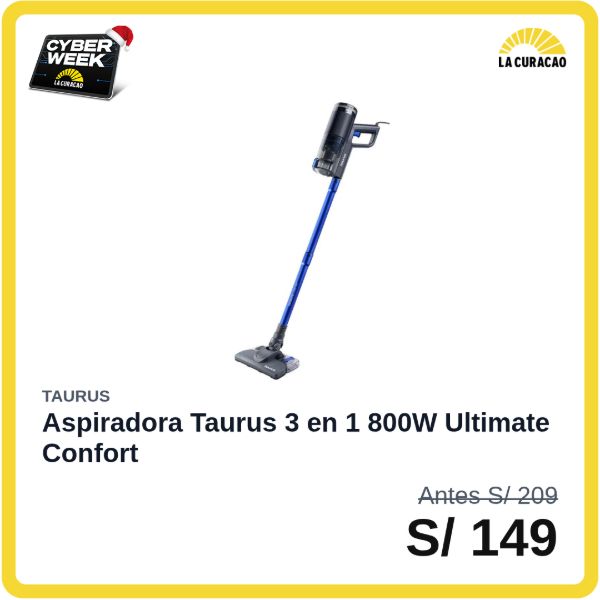 CYBER
WEEK
LA CURACAO
LA CURACAO
TAURUS
Aspiradora Taurus 3 en 1 800W Ultimate
Confort
Antes S/ 209
S/ 149